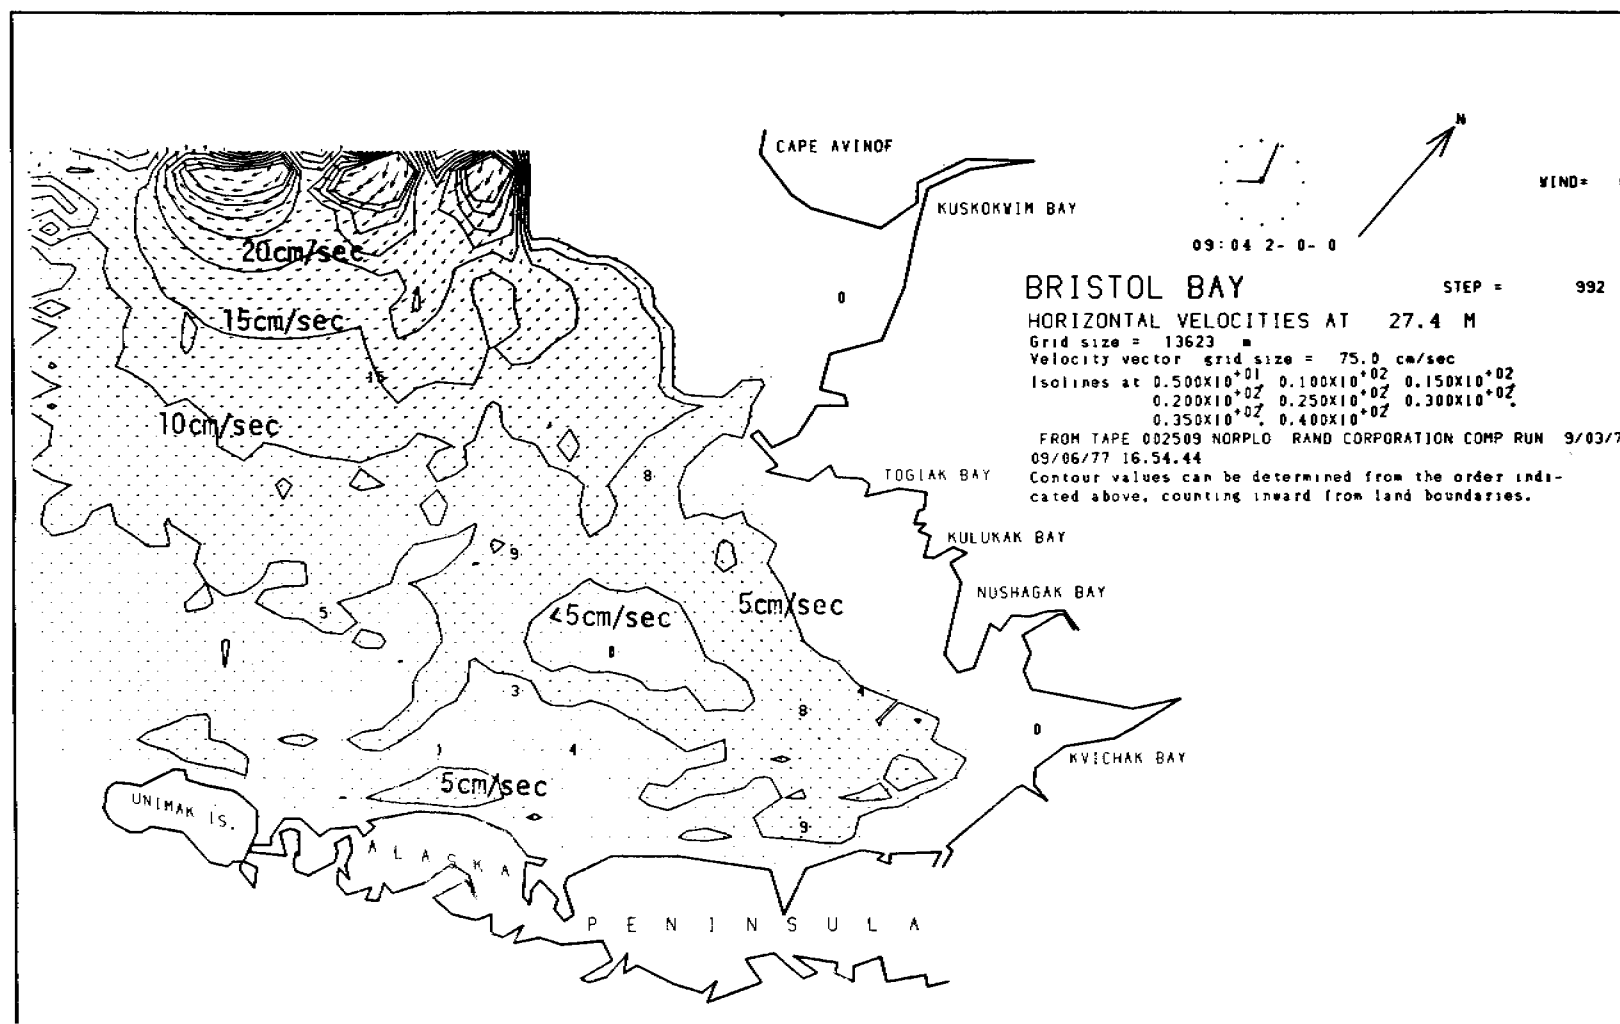 CAPE AVINOF
N
WIND=
KUSKOKWIM BAY
09:04 2- 0- 0
20cm/sec
BRISTOL BAY
STEP = 992
0
15cm/sec
HORIZONTAL VELOCITIES AT 27.4 M
Grid size = 13623 m
Velocity vector grid size = 75.0 cm/sec
Isolines at 0.500X10+01, 0.100X10+02, 0.150X10+02,
0.200X10+02, 0.250X10+02, 0.300X10+02,
0.350X10+02, 0.400X10+02
15
10cm/sec
FROM TAPE 002509 NORPLO RAND CORPORATION COMP RUN 9/03/7
09/06/77 16.54.44
8
TOGIAK BAY
Contour values can be determined from the order indi-
cated above, counting inward from land boundaries.
KULUKAK BAY
9
NUSHAGAK BAY
5
<5cm/sec
5cm/sec
3
4
8
0
4
KVICHAK BAY
5cm/sec
UNIMAK IS.
9
ALASKA
PENINSULA